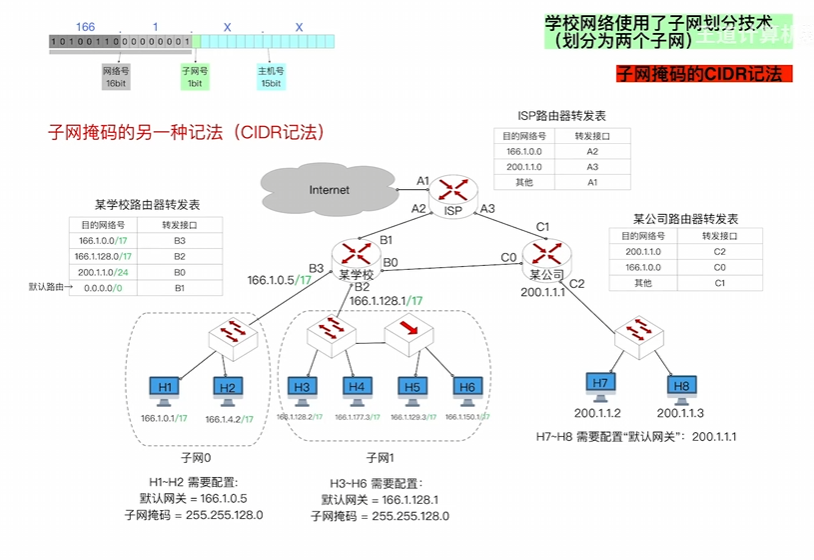 166 1 X X
1 0 1 0 0 1 1 0 0 0 0 0 0 0 0 1
网络号
16bit
子网号
1bit
主机号
15bit
学校网络使用了子网划分技术
（划分为两个子网）
王道计算机
子网掩码的CIDR记法
子网掩码的另一种记法（CIDR记法）
ISP路由器转发表
目的网络号 转发接口
166.1.0.0 A2
200.1.1.0 A3
其他 A1
Internet
A1
ISP
A2
A3
某学校路由器转发表
目的网络号 转发接口
166.1.0.0/17 B3
166.1.128.0/17 B2
200.1.1.0/24 B0
默认路由→ 0.0.0.0/0 B1
某公司路由器转发表
目的网络号 转发接口
200.1.1.0 C2
166.1.0.0 C0
其他 C1
B1
C1
B3
B0
C0
某学校
某公司
B2
C2
166.1.0.5/17
166.1.128.1/17
200.1.1.1
H1
H2
H3
H4
H5
H6
H7
H8
166.1.0.1/17
166.1.4.2/17
166.1.128.2/17
166.1.177.3/17
166.1.129.3/17
166.1.150.1/17
200.1.1.2
200.1.1.3
子网0
子网1
H7~H8 需要配置“默认网关”：200.1.1.1
H1~H2 需要配置:
默认网关 = 166.1.0.5
子网掩码 = 255.255.128.0
H3~H6 需要配置:
默认网关 = 166.1.128.1
子网掩码 = 255.255.128.0